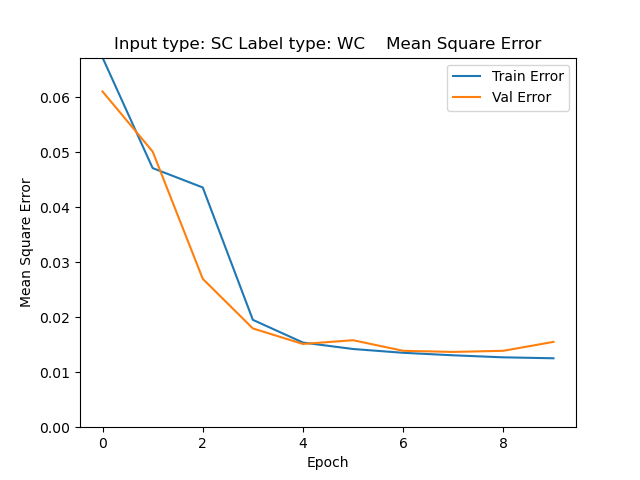 Input type: SC Label type: WC    Mean Square Error
Train Error
Val Error
Mean Square Error
0.06
0.05
0.04
0.03
0.02
0.01
0.00
0 2 4 6 8
Epoch